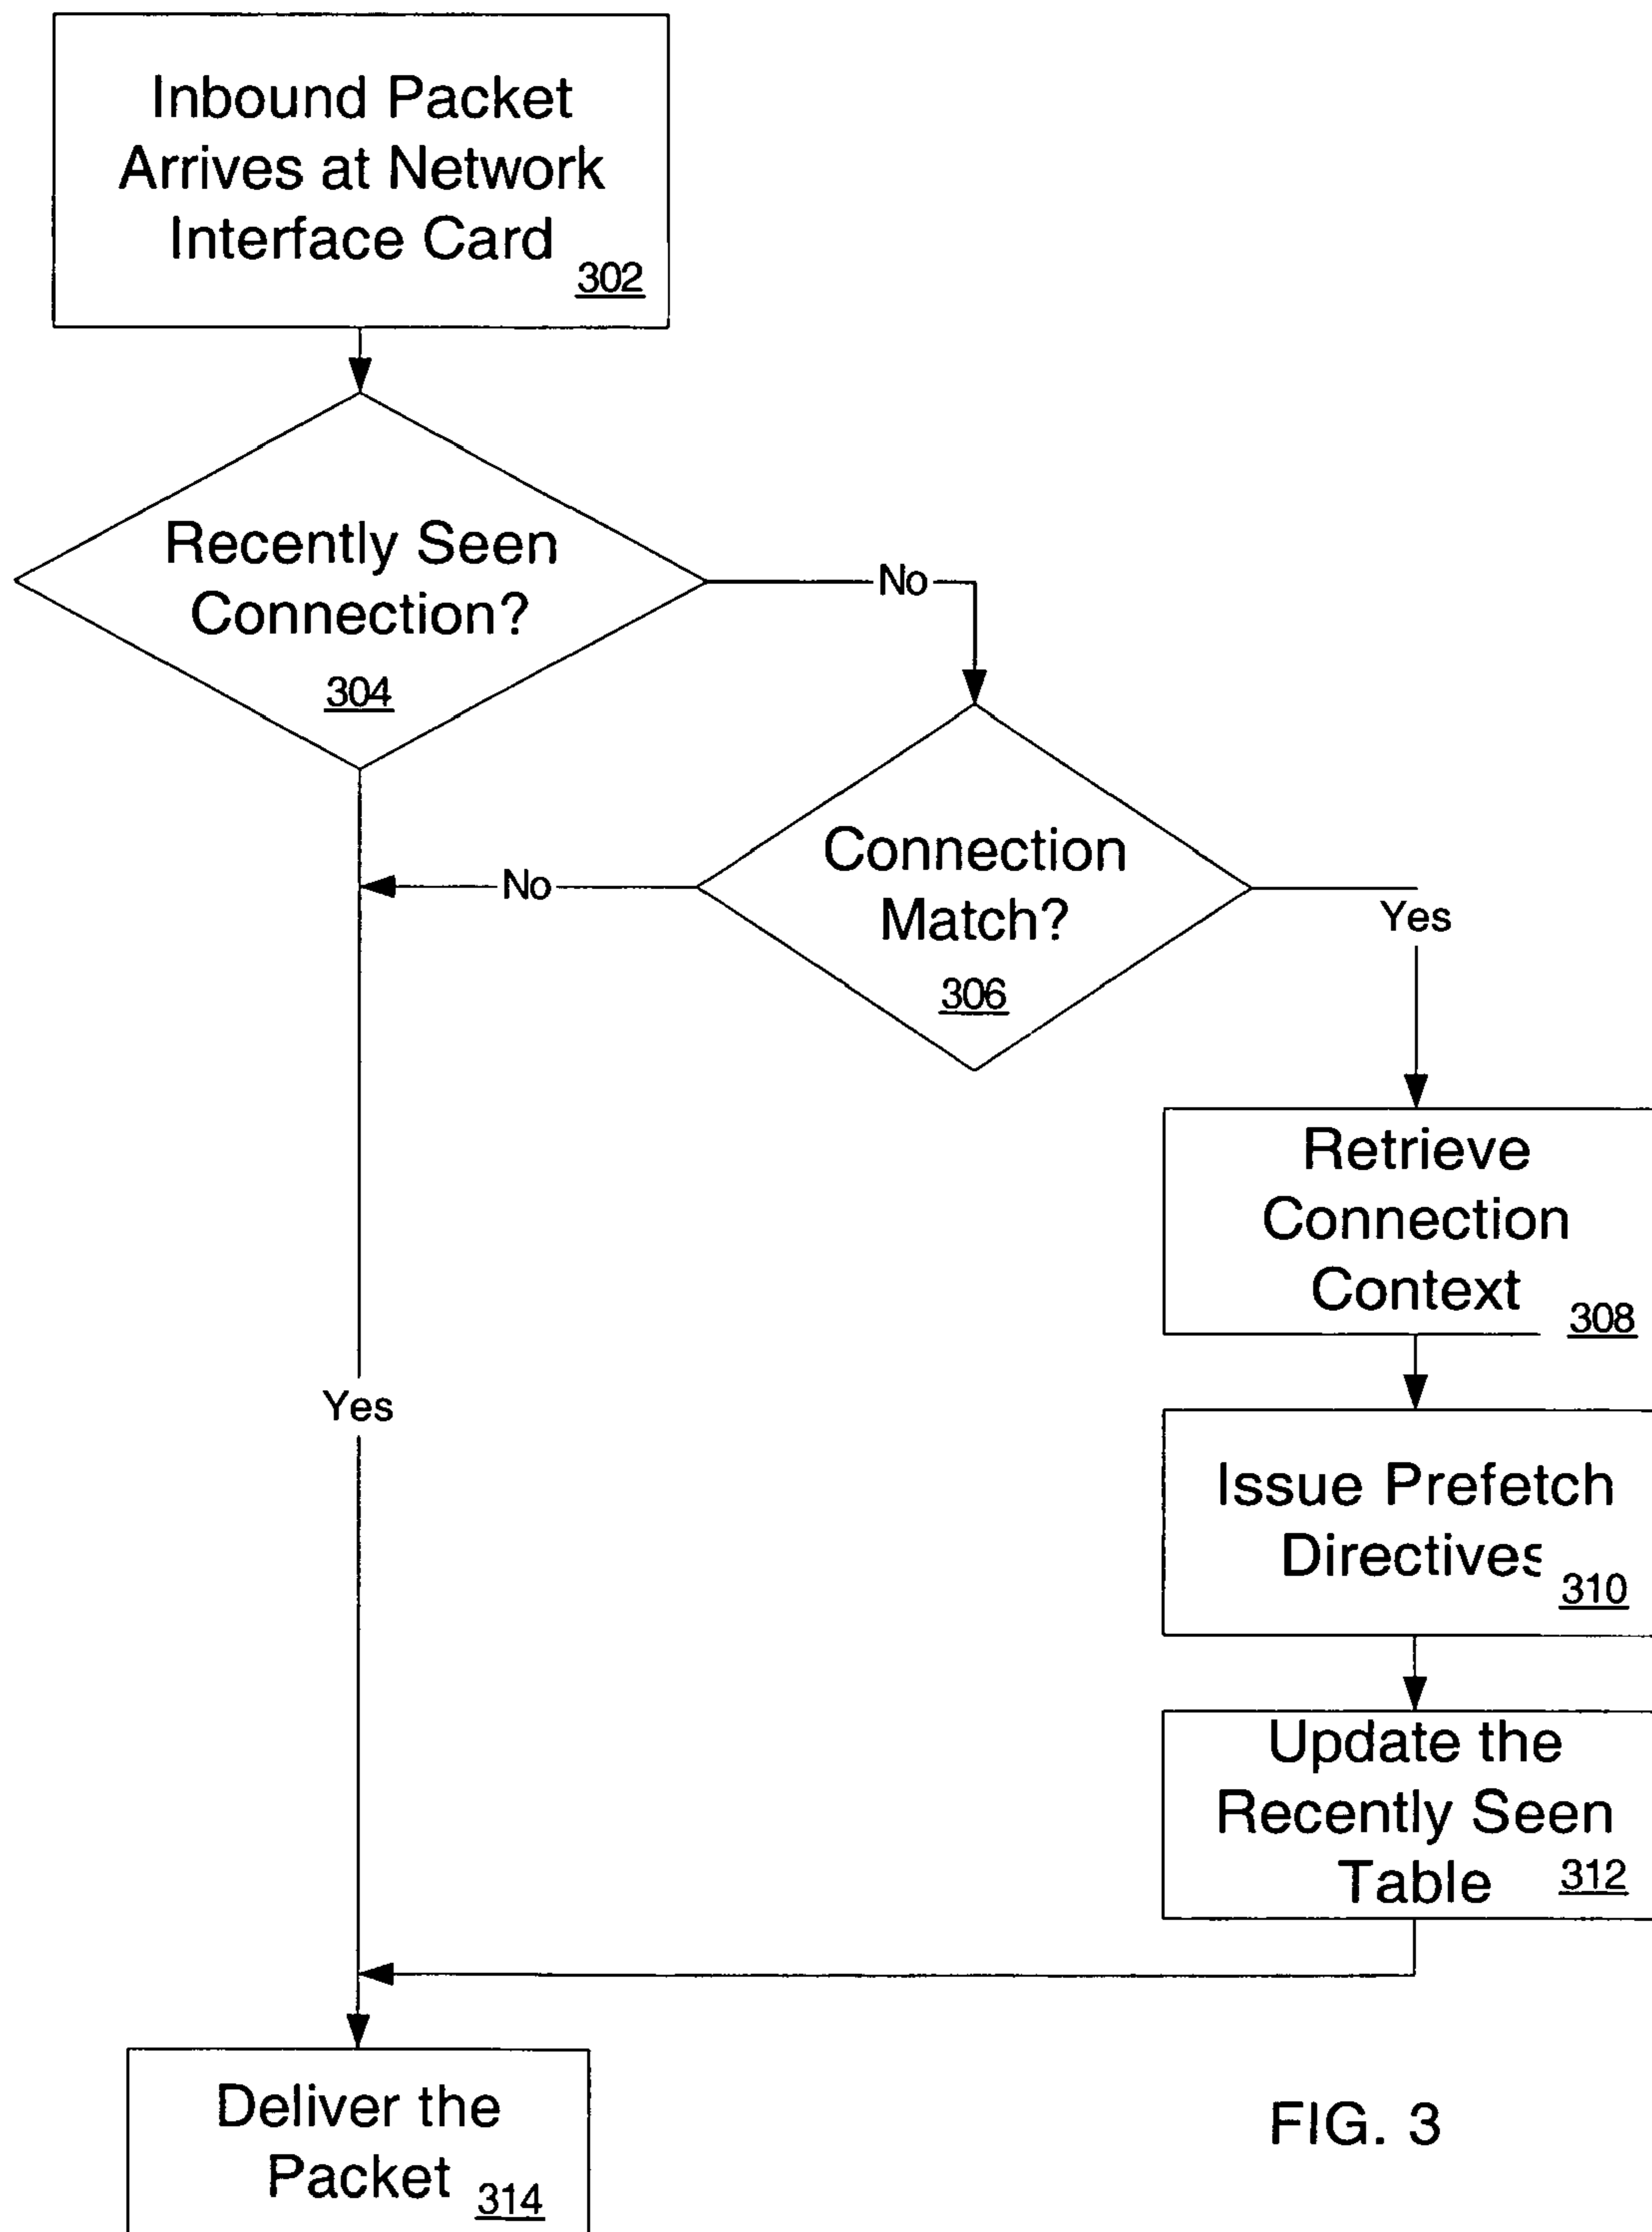 Inbound Packet
Arrives at Network
Interface Card
302
Recently Seen
Connection?
304
No
Connection
Match?
306
No
Yes
Retrieve
Connection
Context
308
Yes
Issue Prefetch
Directives
310
Update the
Recently Seen
Table
312
Deliver the
Packet
314
FIG. 3